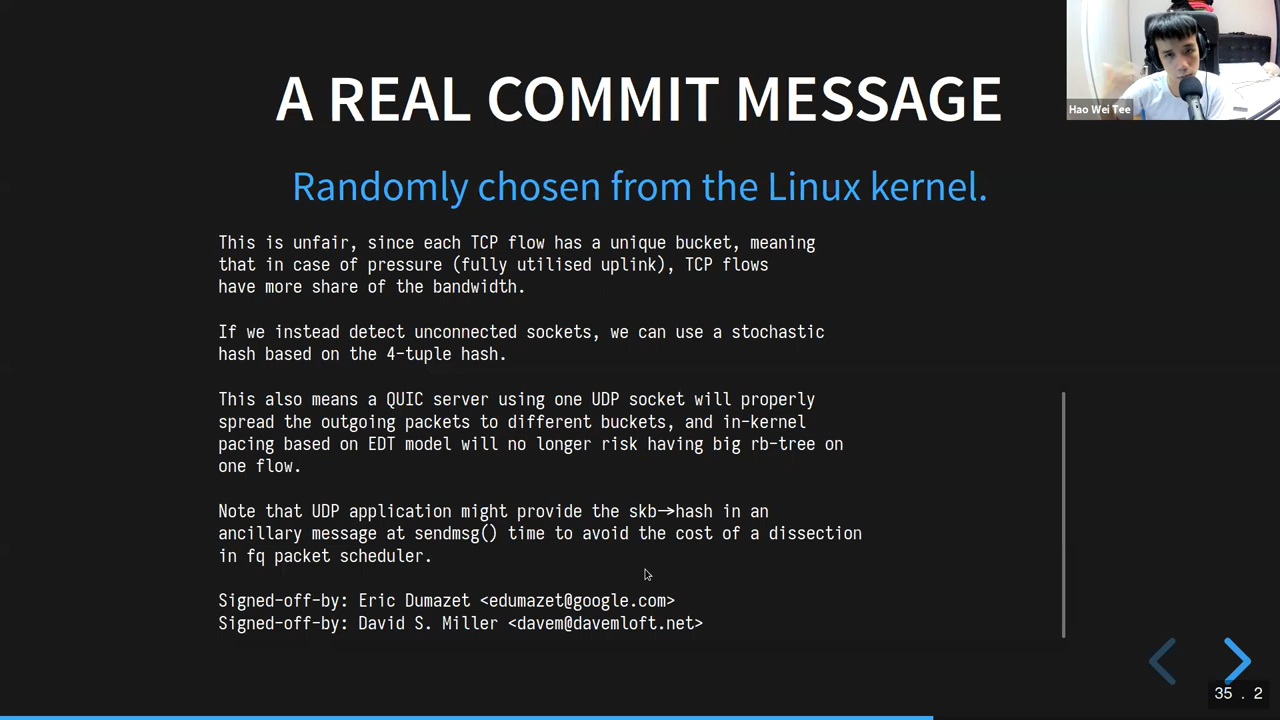 A REAL COMMIT MESSAGE
Hao Wei Tee
Randomly chosen from the Linux kernel.
This is unfair, since each TCP flow has a unique bucket, meaning
that in case of pressure (fully utilised uplink), TCP flows
have more share of the bandwidth.
If we instead detect unconnected sockets, we can use a stochastic
hash based on the 4-tuple hash.
This also means a QUIC server using one UDP socket will properly
spread the outgoing packets to different buckets, and in-kernel
pacing based on EDT model will no longer risk having big rb-tree on
one flow.
Note that UDP application might provide the skb->hash in an
ancillary message at sendmsg() time to avoid the cost of a dissection
in fq packet scheduler.
Signed-off-by: Eric Dumazet <edumazet@google.com>
Signed-off-by: David S. Miller <davem@davemloft.net>
35 . 2